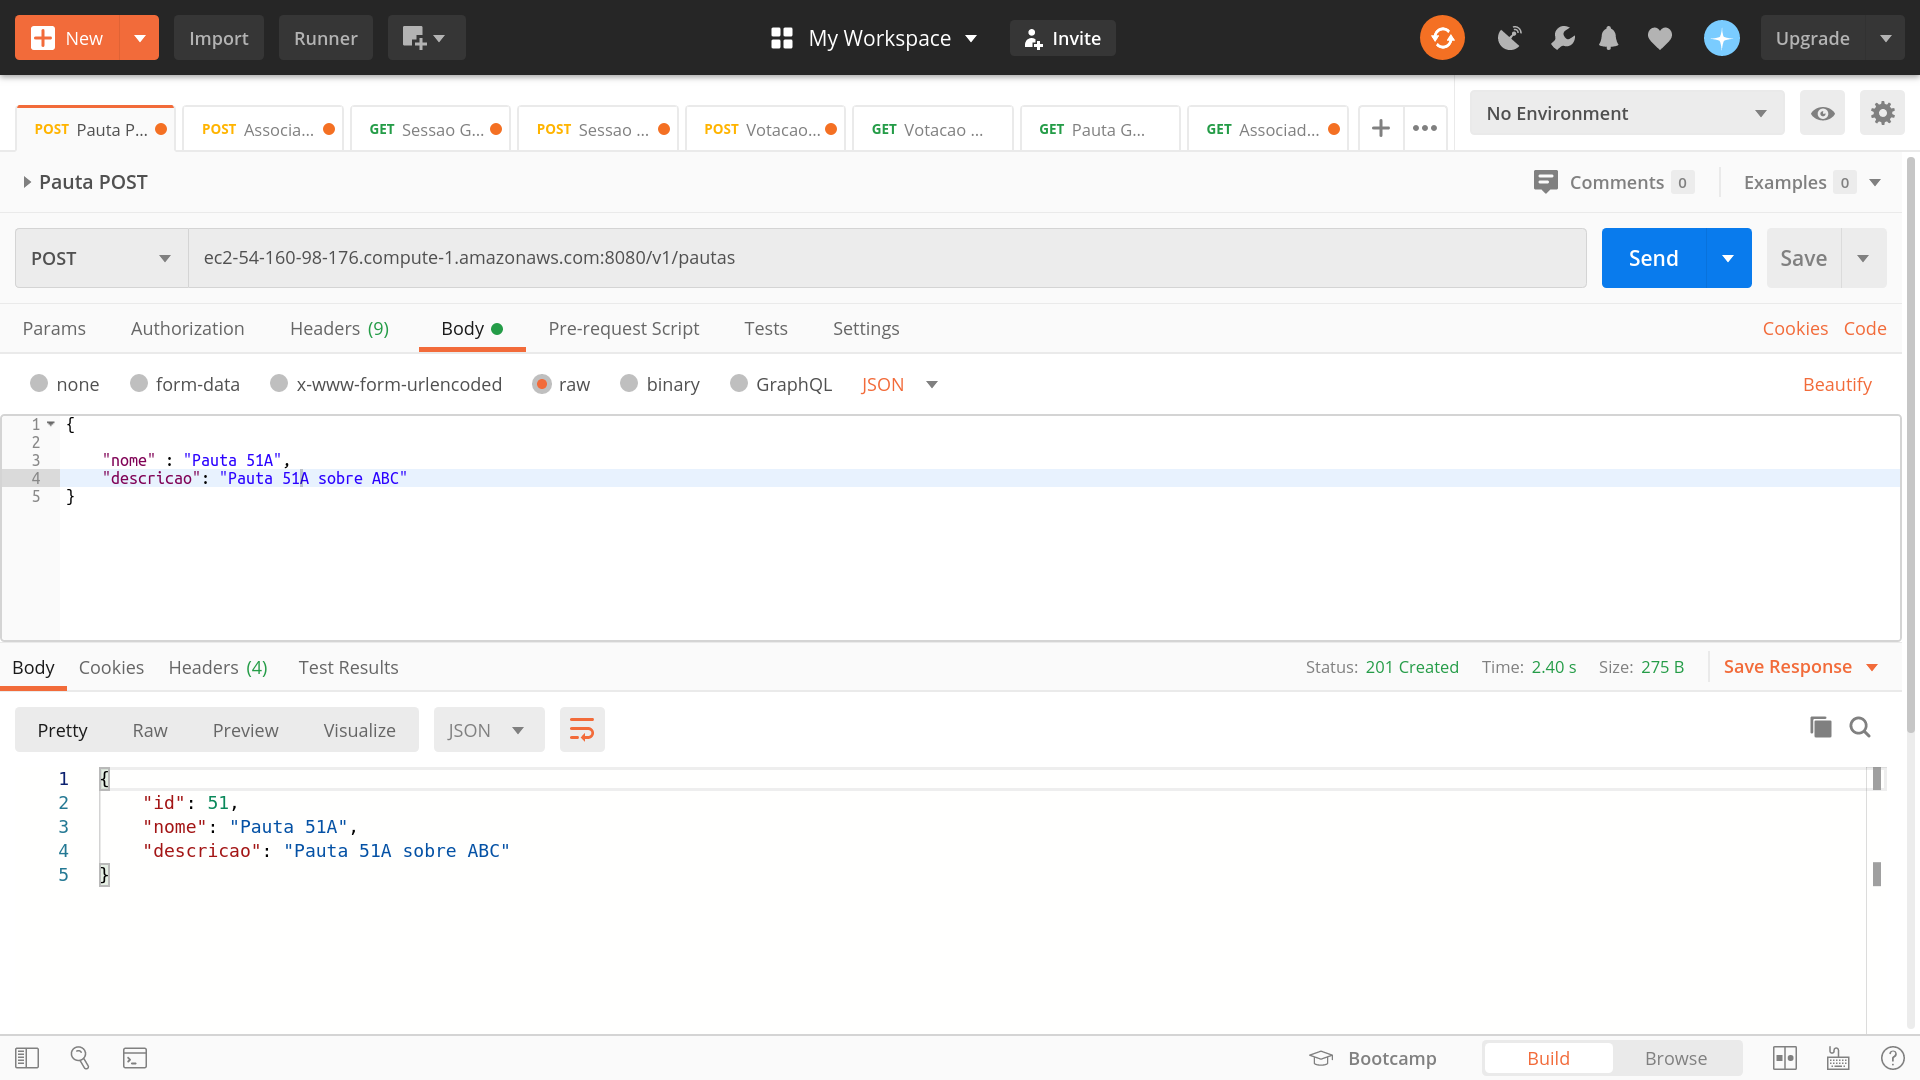 New Import Runner My Workspace Invite Upgrade
POST Pauta P... POST Associa... GET Sessao G... POST Sessao ... POST Votacao... GET Votacao ... GET Pauta G... GET Associad... No Environment
Pauta POST Comments 0 Examples 0
POST ec2-54-160-98-176.compute-1.amazonaws.com:8080/v1/pautas Send Save
Params Authorization Headers (9) Body Pre-request Script Tests Settings Cookies Code
none form-data x-www-form-urlencoded raw binary GraphQL JSON Beautify
1 {
2
3 "nome" : "Pauta 51A",
4 "descricao": "Pauta 51A sobre ABC"
5 }
Body Cookies Headers (4) Test Results Status: 201 Created Time: 2.40 s Size: 275 B Save Response
Pretty Raw Preview Visualize JSON
1 {
2 "id": 51,
3 "nome": "Pauta 51A",
4 "descricao": "Pauta 51A sobre ABC"
5 }
Bootcamp Build Browse